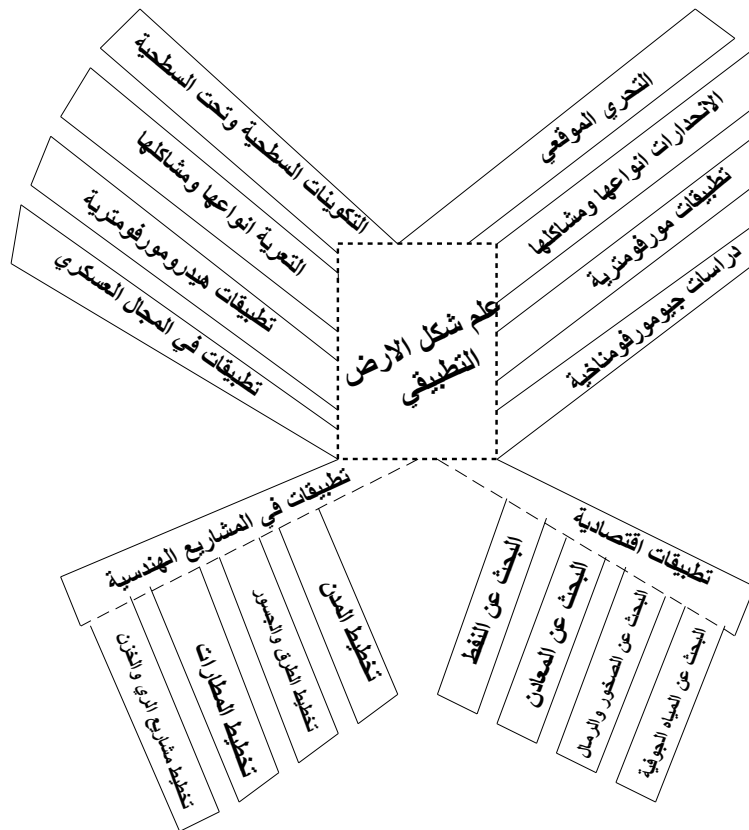 علم شكل الارض
التطبيقي
التحري الموقعي
الانحدارات انواعها ومشاكلها
تطبيقات مورفومترية
دراسات جيومورفومناخية
التكوينات السطحية وتحت السطحية
التعرية انواعها ومشاكلها
تطبيقات هيدرومورفومترية
تطبيقات في المجال العسكري
تطبيقات اقتصادية
البحث عن المياه الجوفية
البحث عن الصخور والرمال
البحث عن المعادن
البحث عن النفط
تطبيقات في المشاريع الهندسية
تخطيط المدن
تخطيط الطرق والجسور
تخطيط المطارات
تخطيط مشاريع الري والخزن